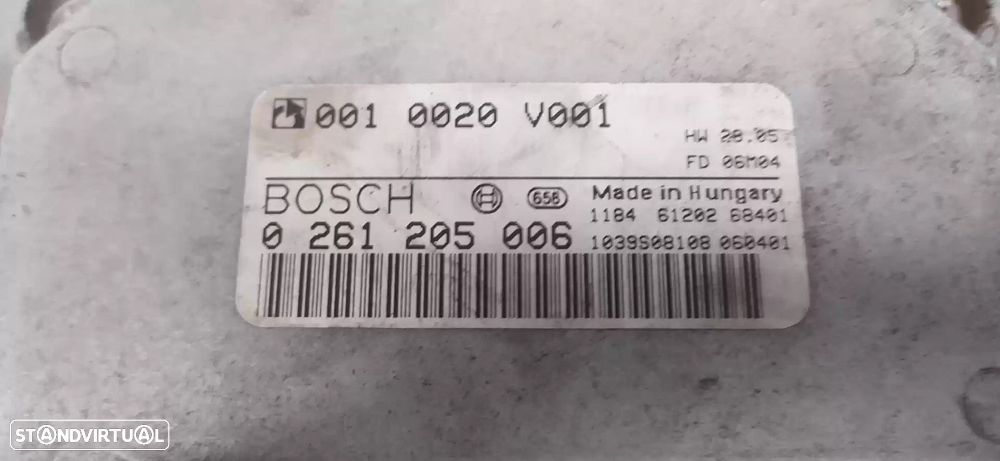 001 0020 V001
HW 28.05
FD 06M04
BOSCH 658 Made in Hungary
1184 61202 68401
0 261 205 006 1039S08108 060401
STANDVIRTUAL